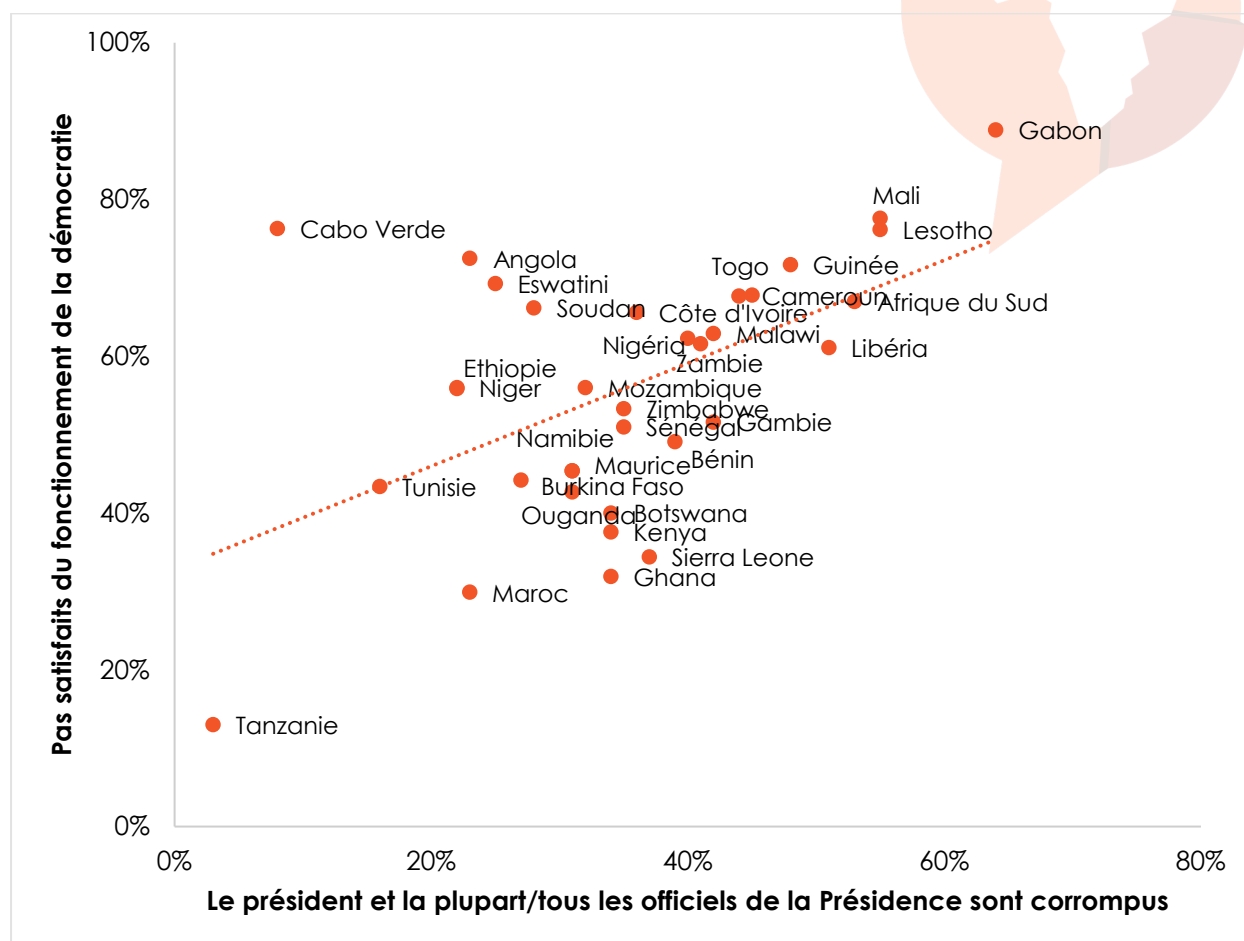 Pas satisfaits du fonctionnement de la démocratie
100%
80%
60%
40%
20%
0%
Gabon
Mali
Cabo Verde
Lesotho
Angola
Togo
Guinée
Eswatini
Cameroun
Afrique du Sud
Soudan
Côte d'Ivoire
Malawi
Nigéria
Libéria
Zambie
Ethiopie
Niger
Mozambique
Zimbabwe
Gambie
Sénégal
Namibie
Bénin
Maurice
Tunisie
Burkina Faso
Ouganda
Botswana
Kenya
Sierra Leone
Ghana
Maroc
Tanzanie
0%
20%
40%
60%
80%
Le président et la plupart/tous les officiels de la Présidence sont corrompus